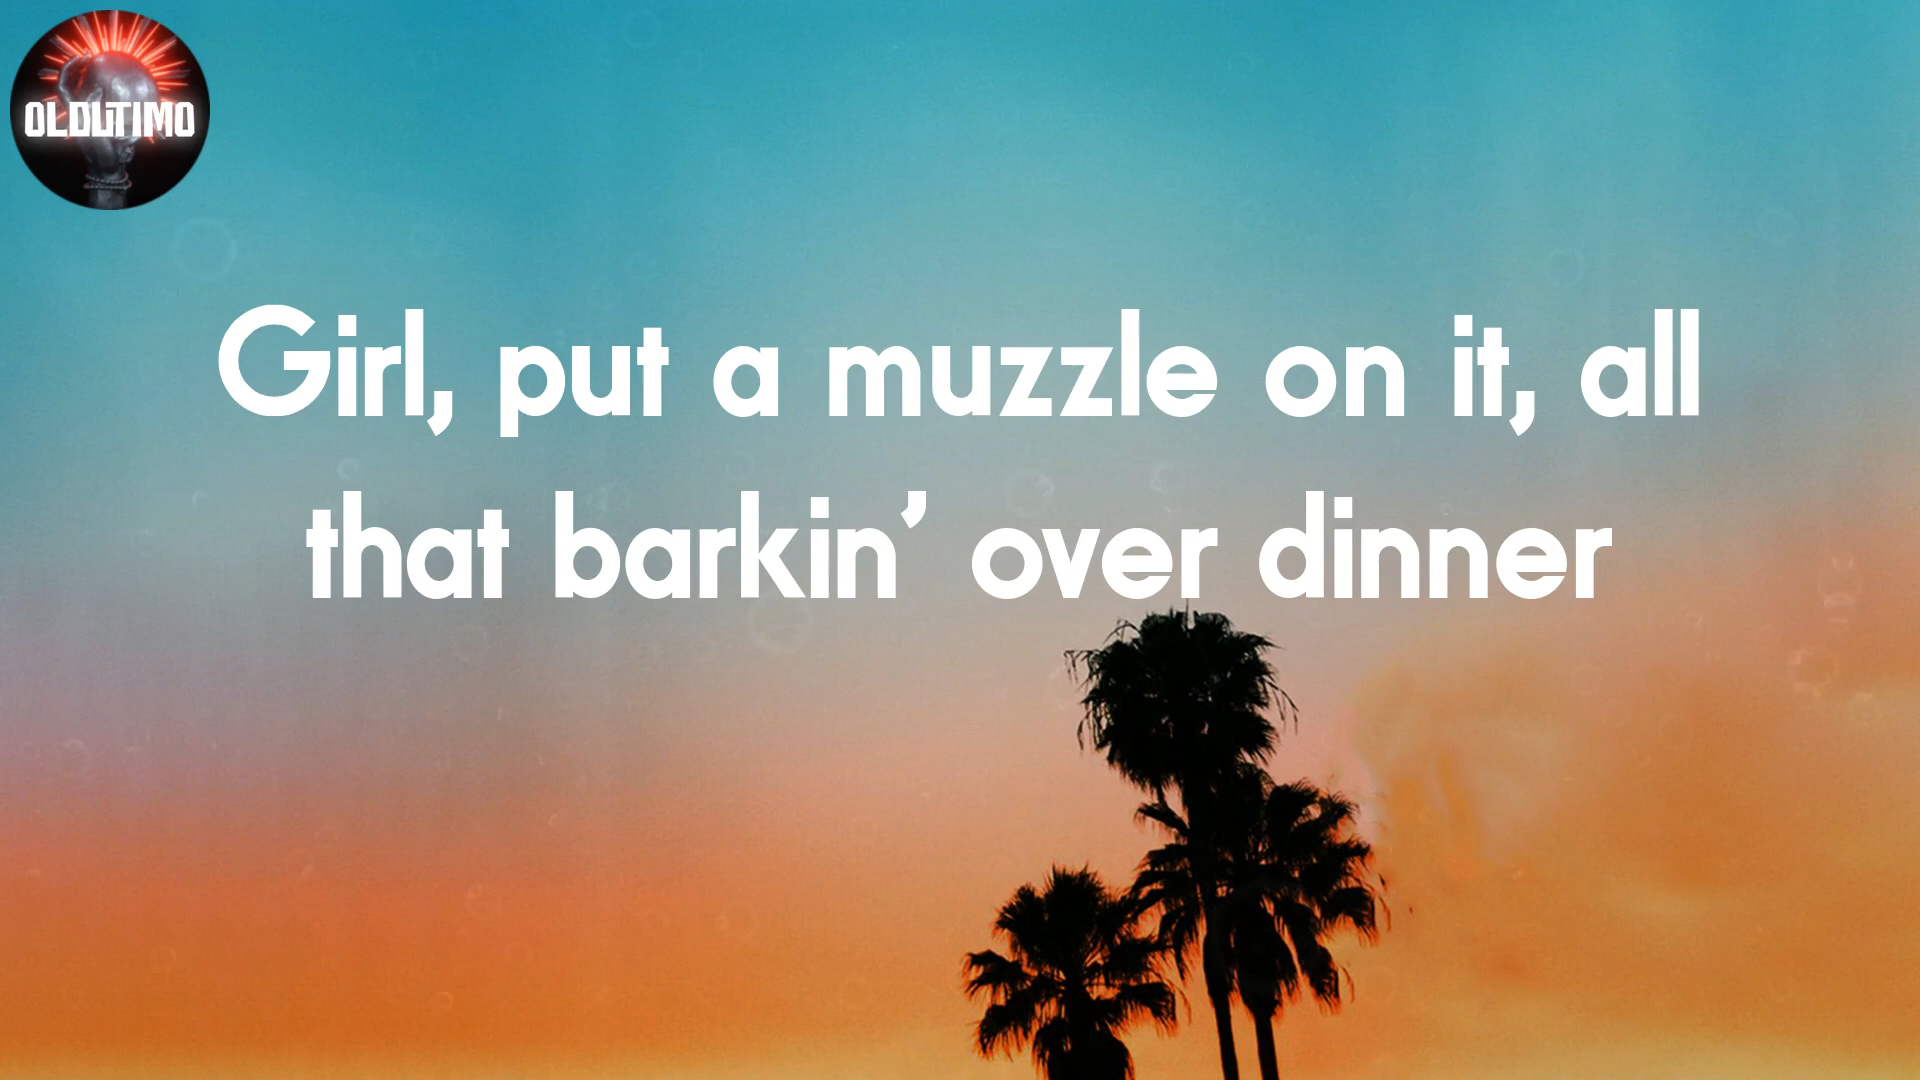 OLDUTIMO
Girl, put a muzzle on it, all
that barkin’ over dinner